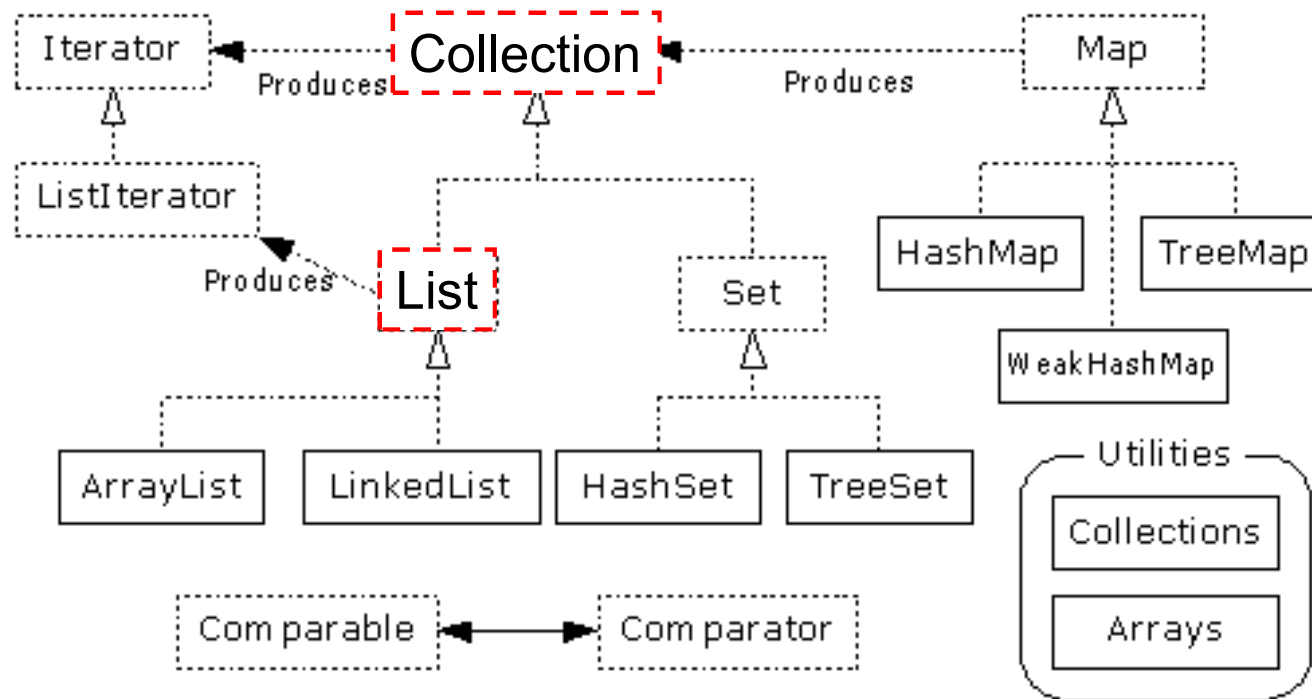 Iterator
Collection
Map
Produces
Produces
ListIterator
HashMap
TreeMap
Produces
List
Set
WeakHashMap
ArrayList
LinkedList
HashSet
TreeSet
Utilities
Collections
Comparable
Comparator
Arrays